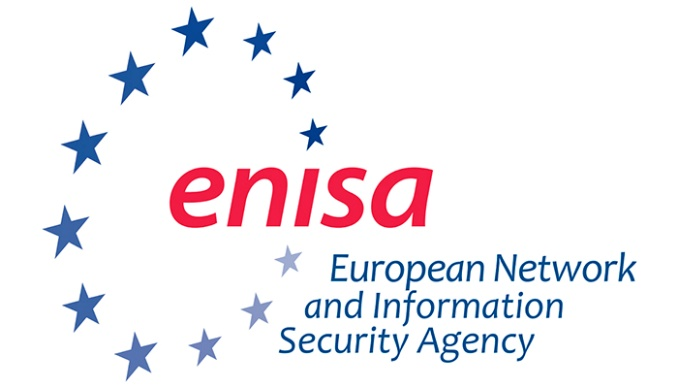 enisa
European Network
and Information
Security Agency